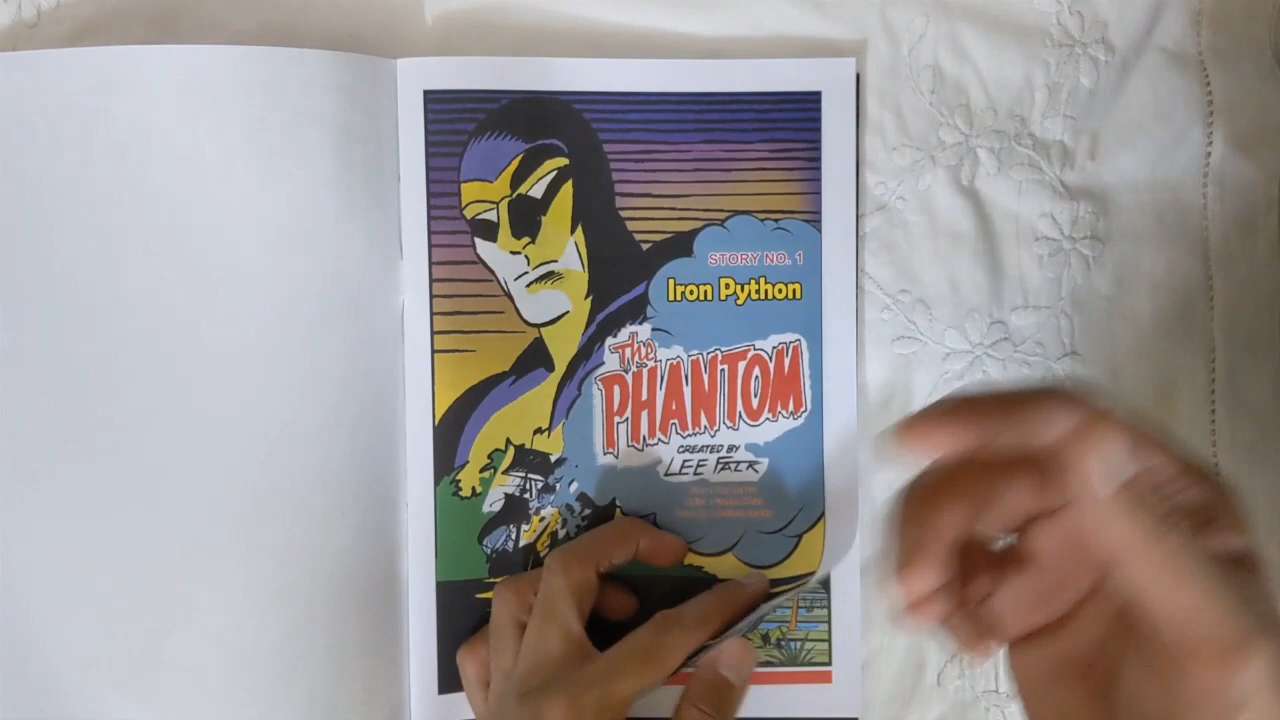 STORY NO. 1
Iron Python
The
PHANTOM
CREATED BY
LEE FALK